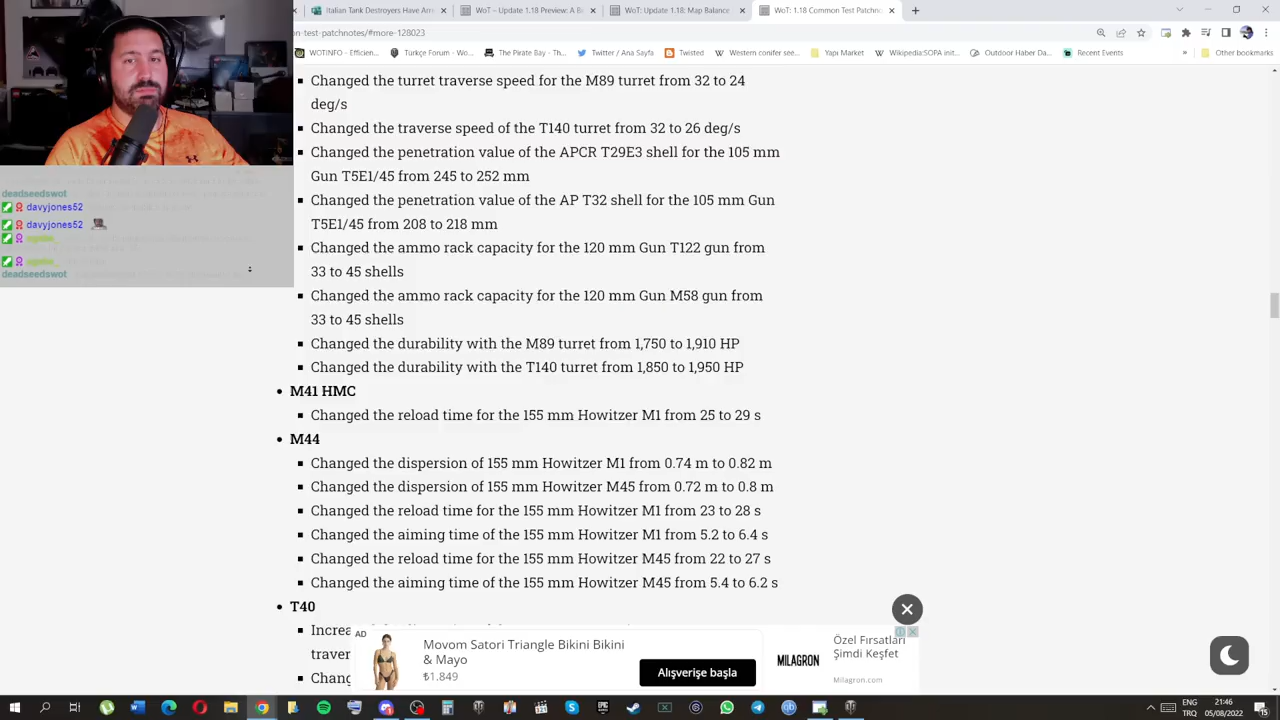 Italian Tank Destroyers Have Arr
WoT – Update 1.18 Preview: A B
WoT: Update 1.18: Map Balance
WoT: 1.18 Common Test Patchn
on-test-patchnotes/#more-128023
WOTINFO - Efficien...
Türkçe Forum - Wo...
The Pirate Bay - Th...
Twitter / Ana Sayfa
Twisted
Western conifer see...
Yapı Market
Wikipedia:SOPA init...
Outdoor Haber Da...
Recent Events
Other bookmarks
Changed the turret traverse speed for the M89 turret from 32 to 24
deg/s
Changed the traverse speed of the T140 turret from 32 to 26 deg/s
Changed the penetration value of the APCR T29E3 shell for the 105 mm
Gun T5E1/45 from 245 to 252 mm
deadseedswot
Changed the penetration value of the AP T32 shell for the 105 mm Gun
davyjones52
T5E1/45 from 208 to 218 mm
davyjones52
Changed the ammo rack capacity for the 120 mm Gun T122 gun from
33 to 45 shells
deadseedswot
Changed the ammo rack capacity for the 120 mm Gun M58 gun from
33 to 45 shells
Changed the durability with the M89 turret from 1,750 to 1,910 HP
Changed the durability with the T140 turret from 1,850 to 1,950 HP
M41 HMC
Changed the reload time for the 155 mm Howitzer M1 from 25 to 29 s
M44
Changed the dispersion of 155 mm Howitzer M1 from 0.74 m to 0.82 m
Changed the dispersion of 155 mm Howitzer M45 from 0.72 m to 0.8 m
Changed the reload time for the 155 mm Howitzer M1 from 23 to 28 s
Changed the aiming time of the 155 mm Howitzer M1 from 5.2 to 6.4 s
Changed the reload time for the 155 mm Howitzer M45 from 22 to 27 s
Changed the aiming time of the 155 mm Howitzer M45 from 5.4 to 6.2 s
T40
Increa
traver
Chang
AD
Movom Satori Triangle Bikini Bikini
& Mayo
₺1.849
Alışverişe başla
MILAGRON
Özel Fırsatları
Şimdi Keşfet
Milagron.com
ENG
TRQ
21:46
05/08/2022